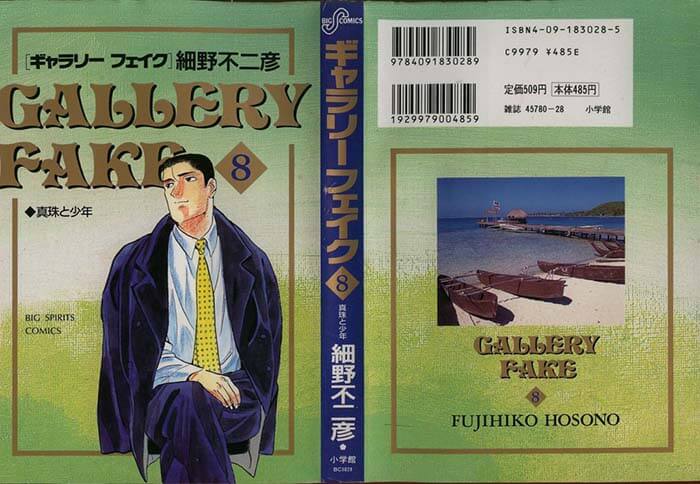 [ギャラリー フェイク]細野不二彦
GALLERY
FAKE
8
◆真珠と少年
BIG SPIRITS
COMICS
BIG COMICS
ギャラリーフェイク
8
真珠と少年
細野不二彦
小学館
ISBN4-09-183028-5
C9979 ¥485E
9784091830289
定価509円 本体485円
1929979004859
雑誌 45780-28 小学館
GALLERY
FAKE
8
FUJIHIKO HOSONO